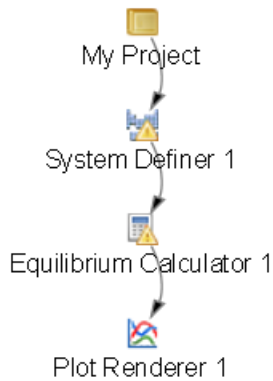 My Project
System Definer 1
Equilibrium Calculator 1
Plot Renderer 1